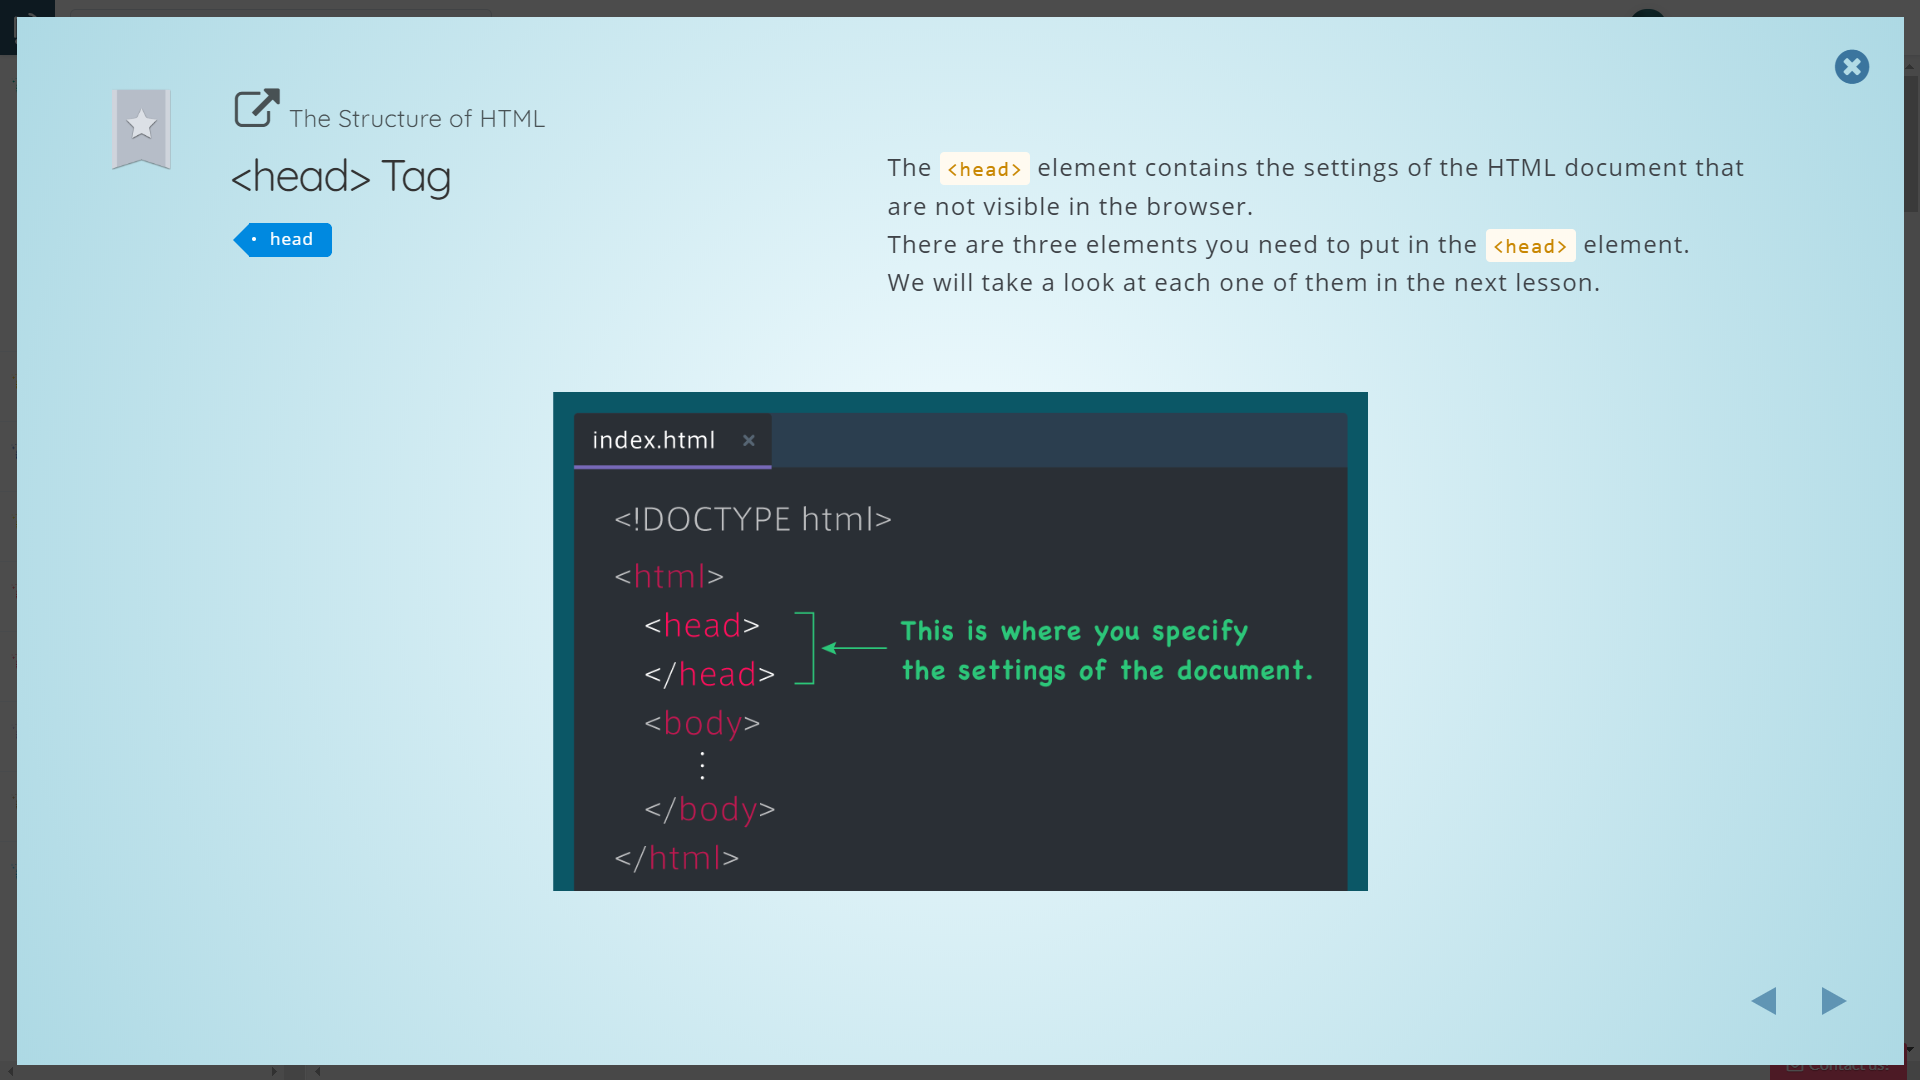 The Structure of HTML
<head> Tag
head
The <head> element contains the settings of the HTML document that
are not visible in the browser.
There are three elements you need to put in the <head> element.
We will take a look at each one of them in the next lesson.
index.html
<!DOCTYPE html>
<html>
<head>
</head>
This is where you specify
the settings of the document.
<body>
</body>
</html>
Contact us!